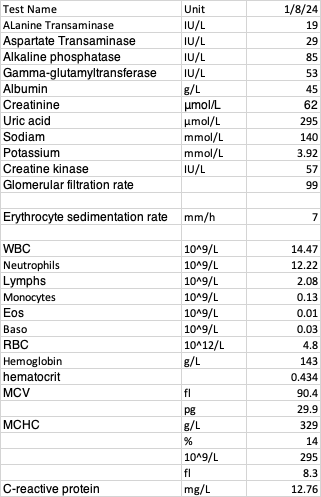 Test Name Unit 1/8/24
ALanine Transaminase IU/L 19
Aspartate Transaminase IU/L 29
Alkaline phosphatase IU/L 85
Gamma-glutamyltransferase IU/L 53
Albumin g/L 45
Creatinine µmol/L 62
Uric acid µmol/L 295
Sodiam mmol/L 140
Potassium mmol/L 3.92
Creatine kinase IU/L 57
Glomerular filtration rate 99
Erythrocyte sedimentation rate mm/h 7
WBC 10^9/L 14.47
Neutrophils 10^9/L 12.22
Lymphs 10^9/L 2.08
Monocytes 10^9/L 0.13
Eos 10^9/L 0.01
Baso 10^9/L 0.03
RBC 10^12/L 4.8
Hemoglobin g/L 143
hematocrit 0.434
MCV fl 90.4
pg 29.9
MCHC g/L 329
% 14
10^9/L 295
fl 8.3
C-reactive protein mg/L 12.76